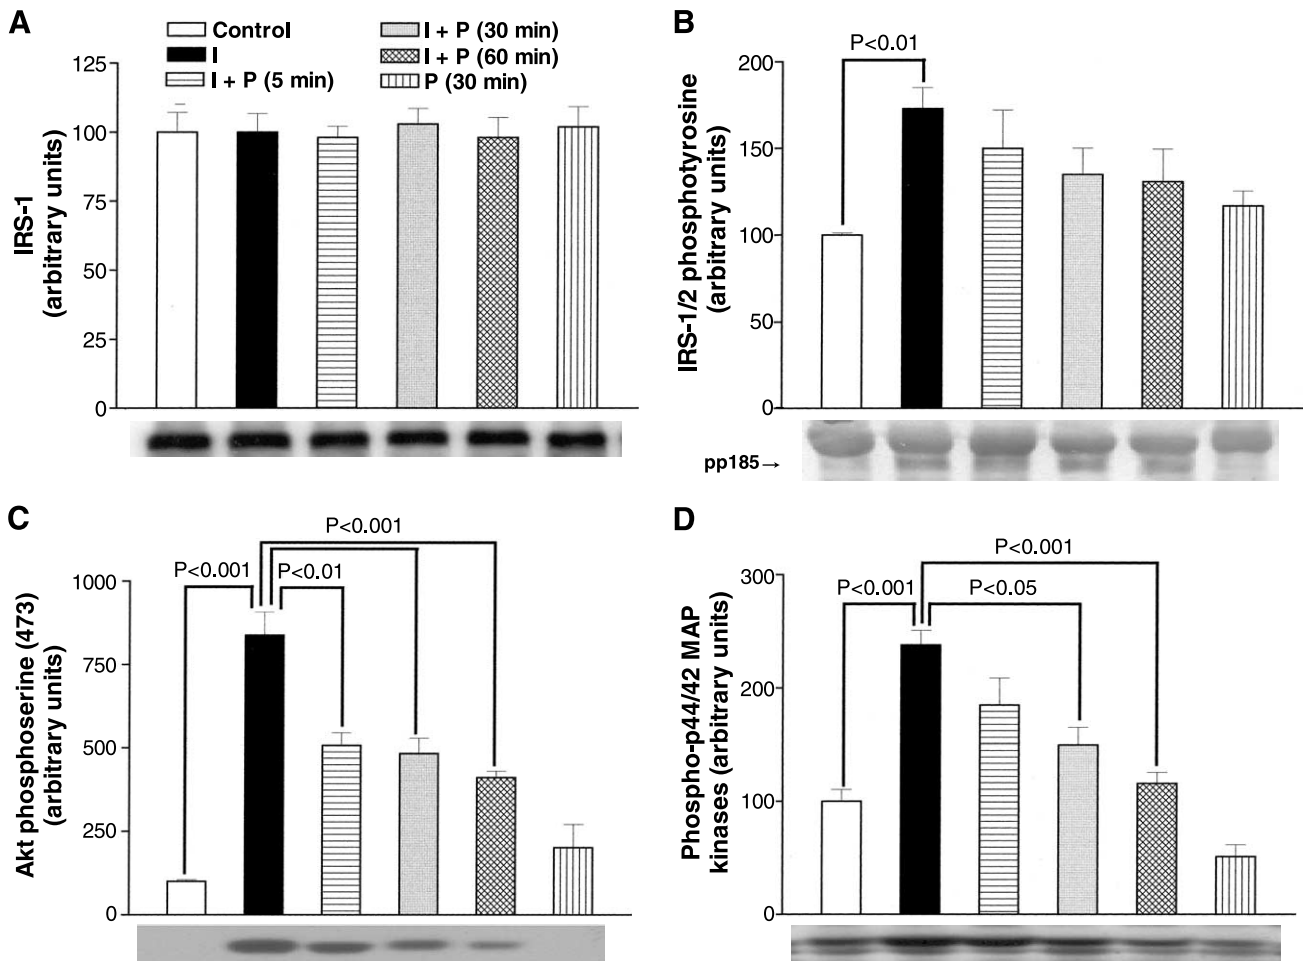 A
Control
I
I + P (5 min)
I + P (30 min)
I + P (60 min)
P (30 min)
125
100
75
50
25
0
IRS-1
(arbitrary units)
B
P<0.01
200
150
100
50
0
IRS-1/2 phosphotyrosine
(arbitrary units)
pp185→
C
P<0.001
P<0.001
P<0.01
1000
750
500
250
0
Akt phosphoserine (473)
(arbitrary units)
D
P<0.001
P<0.001
P<0.05
300
200
100
0
Phospho-p44/42 MAP
kinases (arbitrary units)